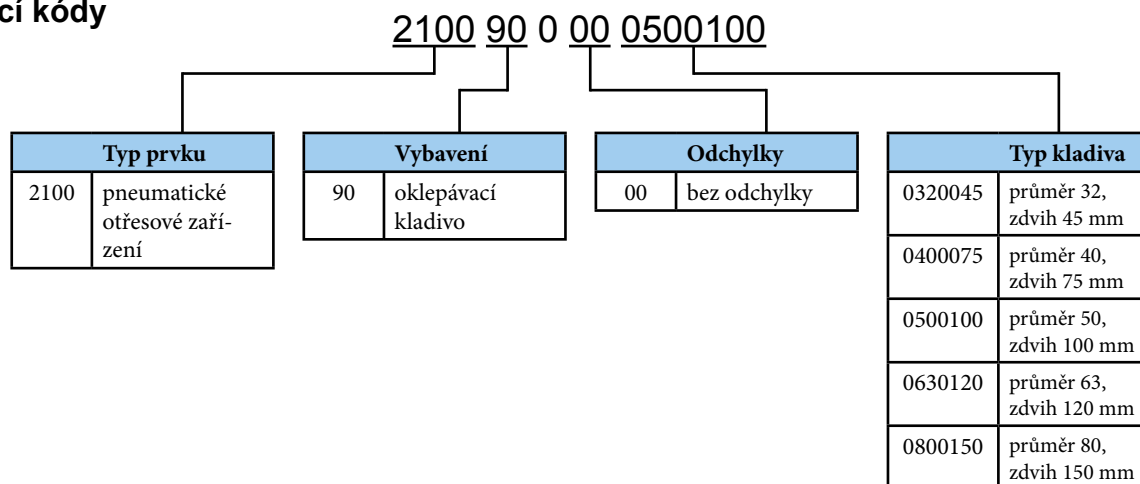 cí kódy
2100 90 0 00 0500100
Typ prvku
2100 pneumatické
otřesové zaří-
zení
Vybavení
90 oklepávací
kladivo
Odchylky
00 bez odchylky
Typ kladiva
0320045 průměr 32,
zdvih 45 mm
0400075 průměr 40,
zdvih 75 mm
0500100 průměr 50,
zdvih 100 mm
0630120 průměr 63,
zdvih 120 mm
0800150 průměr 80,
zdvih 150 mm